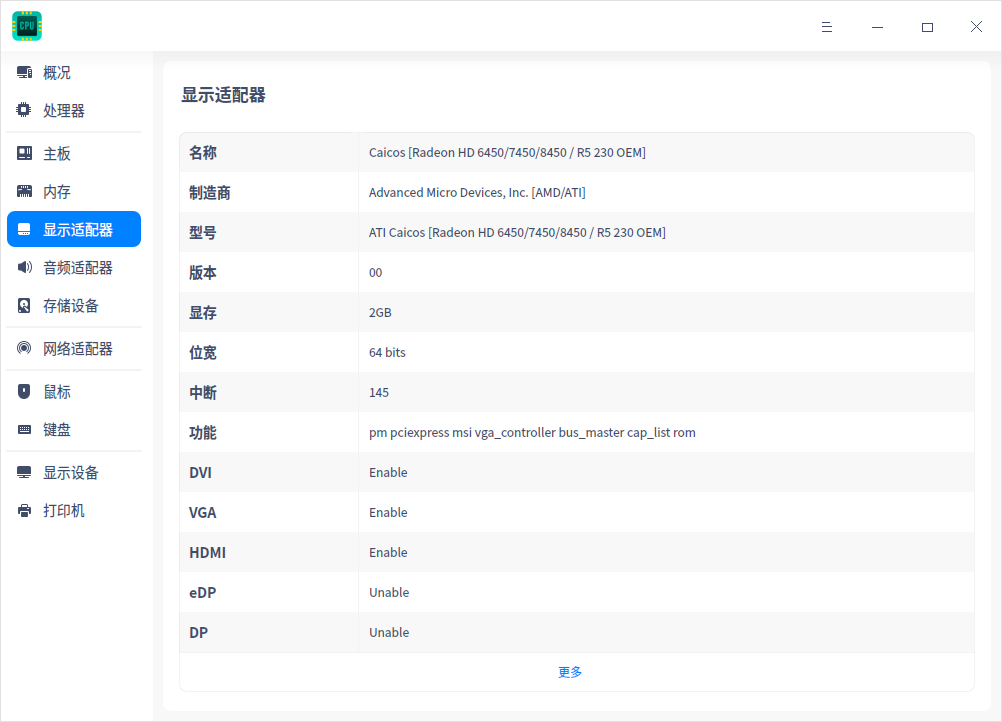 CPU
概况
处理器
主板
内存
显示适配器
音频适配器
存储设备
网络适配器
鼠标
键盘
显示设备
打印机
显示适配器
名称 Caicos [Radeon HD 6450/7450/8450 / R5 230 OEM]
制造商 Advanced Micro Devices, Inc. [AMD/ATI]
型号 ATI Caicos [Radeon HD 6450/7450/8450 / R5 230 OEM]
版本 00
显存 2GB
位宽 64 bits
中断 145
功能 pm pciexpress msi vga_controller bus_master cap_list rom
DVI Enable
VGA Enable
HDMI Enable
eDP Unable
DP Unable
更多